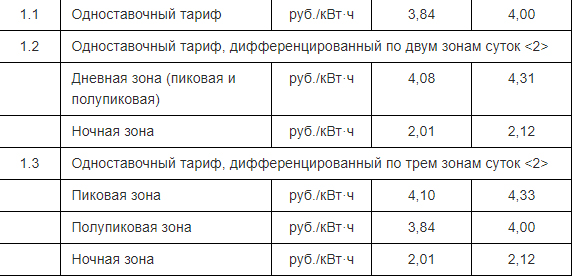 1.1 Одноставочный тариф руб./кВт·ч 3,84 4,00
1.2 Одноставочный тариф, дифференцированный по двум зонам суток <2>
Дневная зона (пиковая и руб./кВт·ч 4,08 4,31
полупиковая)
Ночная зона руб./кВт·ч 2,01 2,12
1.3 Одноставочный тариф, дифференцированный по трем зонам суток <2>
Пиковая зона руб./кВт·ч 4,10 4,33
Полупиковая зона руб./кВт·ч 3,84 4,00
Ночная зона руб./кВт·ч 2,01 2,12